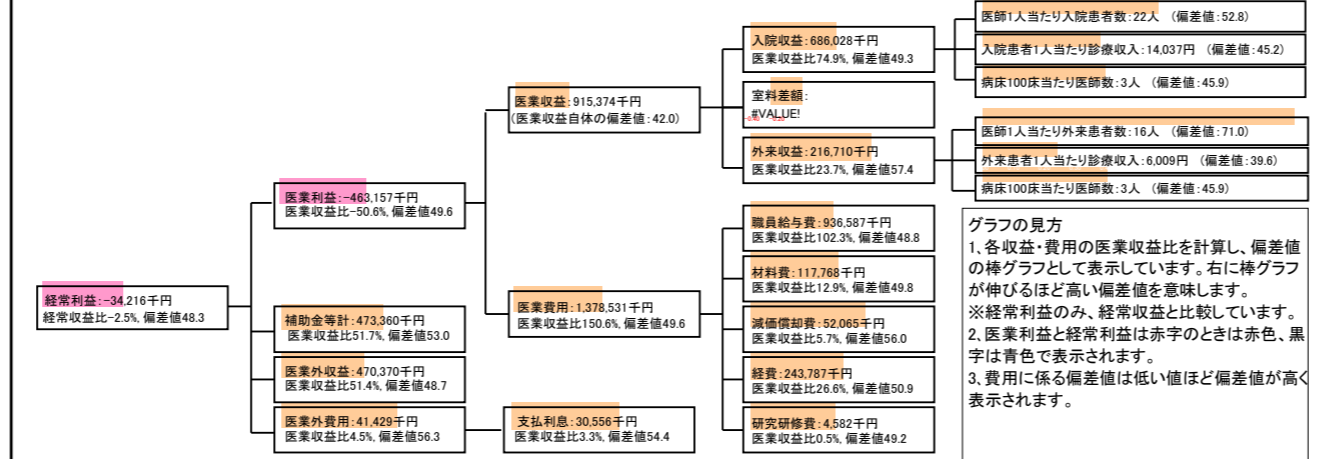 経常利益:-34,216千円
経常収益比-2.5%, 偏差値48.3
医業利益:-463,157千円
医業収益比-50.6%, 偏差値49.6
補助金等計:473,360千円
医業収益比51.7%, 偏差値53.0
医業外収益:470,370千円
医業収益比51.4%, 偏差値48.7
医業外費用:41,429千円
医業収益比4.5%, 偏差値56.3
支払利息:30,556千円
医業収益比3.3%, 偏差値54.4
医業収益:915,374千円
(医業収益自体の偏差値:42.0)
医業費用:1,378,531千円
医業収益比150.6%, 偏差値49.6
入院収益:686,028千円
医業収益比74.9%, 偏差値49.3
室料差額:
#VALUE!
外来収益:216,710千円
医業収益比23.7%, 偏差値57.4
職員給与費:936,587千円
医業収益比102.3%, 偏差値48.8
材料費:117,768千円
医業収益比12.9%, 偏差値49.8
減価償却費:52,065千円
医業収益比5.7%, 偏差値56.0
経費:243,787千円
医業収益比26.6%, 偏差値50.9
研究研修費:4,582千円
医業収益比0.5%, 偏差値49.2
医師1人当たり入院患者数:22人 (偏差値:52.8)
入院患者1人当たり診療収入:14,037円 (偏差値:45.2)
病床100床当たり医師数:3人 (偏差値:45.9)
医師1人当たり外来患者数:16人 (偏差値:71.0)
外来患者1人当たり診療収入:6,009円 (偏差値:39.6)
病床100床当たり医師数:3人 (偏差値:45.9)
グラフの見方
1、各収益・費用の医業収益比を計算し、偏差値
の棒グラフとして表示しています。右に棒グラフ
が伸びるほど高い偏差値を意味します。
※経常利益のみ、経常収益と比較しています。
2、医業利益と経常利益は赤字のときは赤色、黒
字は青色で表示されます。
3、費用に係る偏差値は低い値ほど偏差値が高く
表示されます。